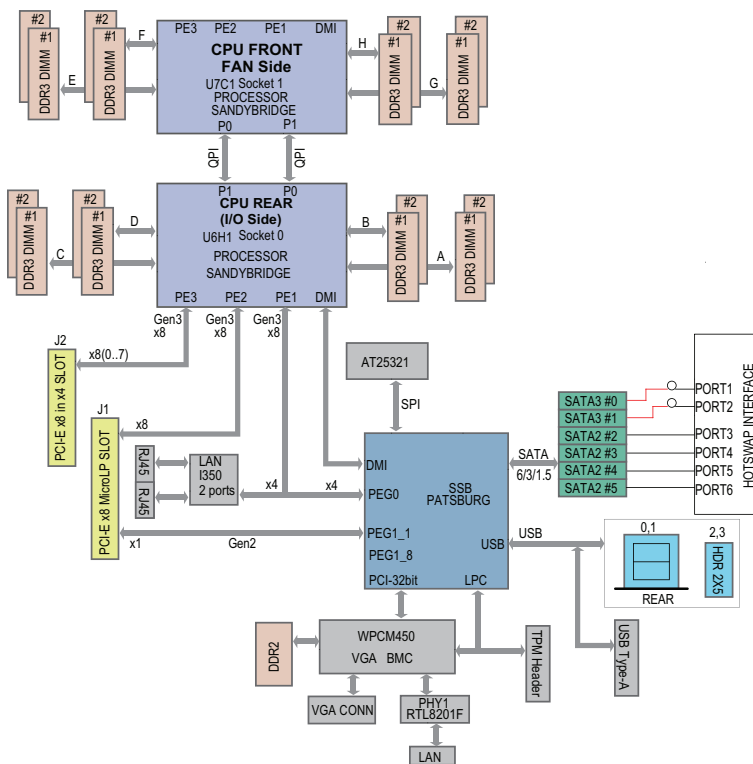 #2
#1
DDR3 DIMM
E
#2
#1
DDR3 DIMM
F
PE3 PE2 PE1 DMI
CPU FRONT
FAN Side
U7C1 Socket 1
PROCESSOR
SANDYBRIDGE
P0 P1
H
#2
#1
DDR3 DIMM
G
#2
#1
DDR3 DIMM
QPI
QPI
#2
#1
DDR3 DIMM
C
#2
#1
DDR3 DIMM
D
P1 P0
CPU REAR
(I/O Side)
U6H1 Socket 0
PROCESSOR
SANDYBRIDGE
PE3 PE2 PE1 DMI
B
#2
#1
DDR3 DIMM
A
#2
#1
DDR3 DIMM
Gen3
x8
Gen3
x8
Gen3
x8
J2
PCI-E x8 in x4 SLOT
x8(0..7)
J1
PCI-E x8 MicroLP SLOT
x8
RJ45
RJ45
LAN
I350
2 ports
x4
x4
x1
Gen2
AT25321
SPI
DMI
PEG0
SSB
PATSBURG
PEG1_1
PEG1_8
USB
PCI-32bit
LPC
SATA
6/3/1.5
SATA3 #0
SATA3 #1
SATA2 #2
SATA2 #3
SATA2 #4
SATA2 #5
PORT1
PORT2
PORT3
PORT4
PORT5
PORT6
HOTSWAP INTERFACE
USB
0,1
REAR
2,3
HDR 2X5
USB Type-A
DDR2
WPCM450
VGA BMC
TPM Header
VGA CONN
PHY1
RTL8201F
LAN